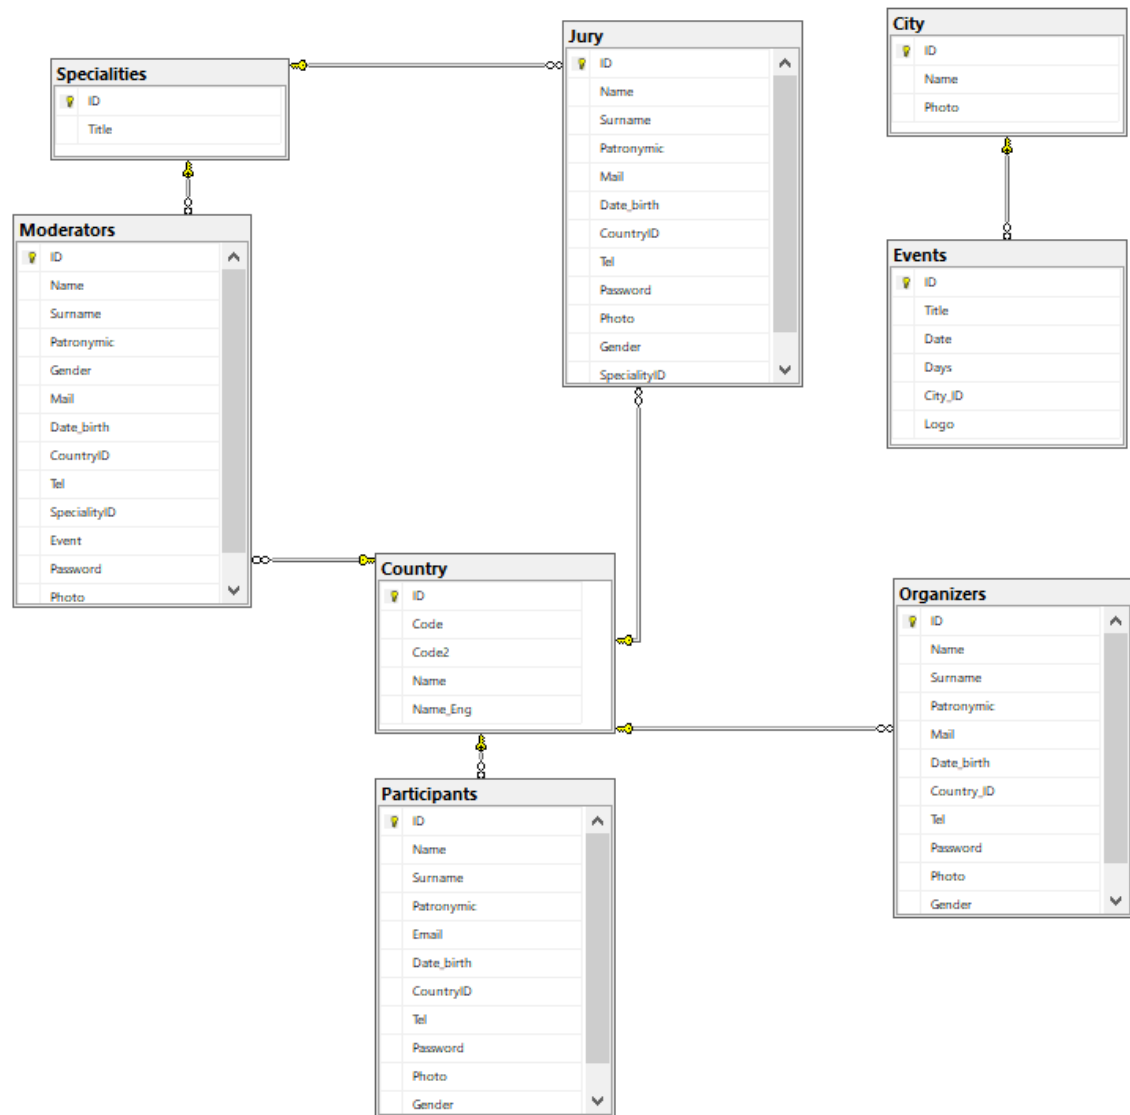 Specialities
ID
Title
Moderators
ID
Name
Surname
Patronymic
Gender
Mail
Date_birth
CountryID
Tel
SpecialityID
Event
Password
Photo
Jury
ID
Name
Surname
Patronymic
Mail
Date_birth
CountryID
Tel
Password
Photo
Gender
SpecialityID
City
ID
Name
Photo
Events
ID
Title
Date
Days
City_ID
Logo
Country
ID
Code
Code2
Name
Name_Eng
Organizers
ID
Name
Surname
Patronymic
Mail
Date_birth
Country_ID
Tel
Password
Photo
Gender
Participants
ID
Name
Surname
Patronymic
Email
Date_birth
CountryID
Tel
Password
Photo
Gender